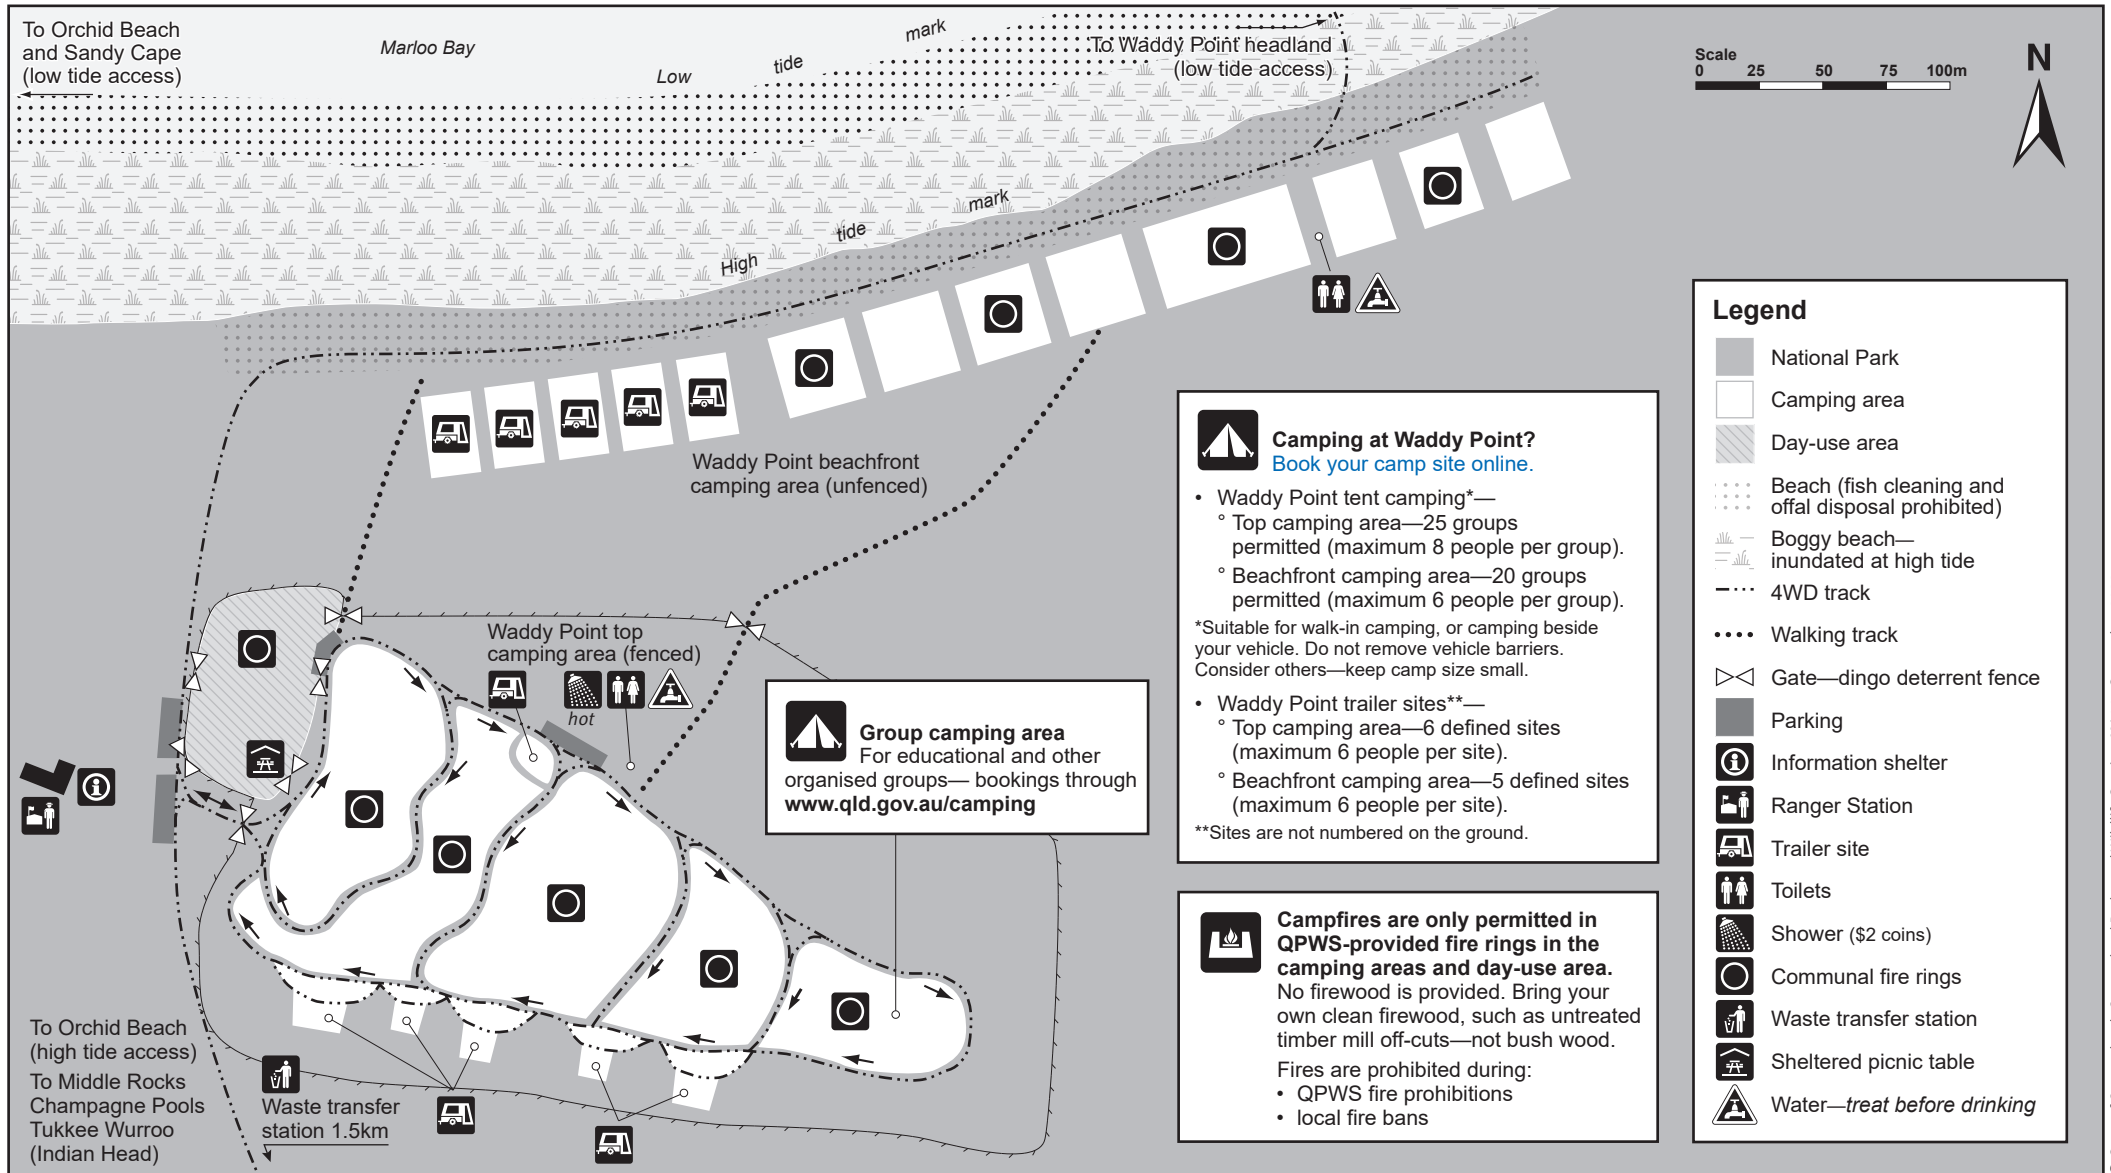 To Orchid Beach
and Sandy Cape
(low tide access)
Marloo Bay
Low
tide
mark
To Waddy Point headland
(low tide access)
Scale
0 25 50 75 100m
N
High
tide
mark
Waddy Point beachfront
camping area (unfenced)
Waddy Point top
camping area (fenced)
hot
Group camping area
For educational and other
organised groups— bookings through
www.qld.gov.au/camping
To Orchid Beach
(high tide access)
To Middle Rocks
Champagne Pools
Tukkee Wurroo
(Indian Head)
Waste transfer
station 1.5km
Camping at Waddy Point?
Book your camp site online.
• Waddy Point tent camping*—
° Top camping area—25 groups
permitted (maximum 8 people per group).
° Beachfront camping area—20 groups
permitted (maximum 6 people per group).
*Suitable for walk-in camping, or camping beside
your vehicle. Do not remove vehicle barriers.
Consider others—keep camp size small.
• Waddy Point trailer sites**—
° Top camping area—6 defined sites
(maximum 6 people per site).
° Beachfront camping area—5 defined sites
(maximum 6 people per site).
**Sites are not numbered on the ground.
Campfires are only permitted in
QPWS-provided fire rings in the
camping areas and day-use area.
No firewood is provided. Bring your
own clean firewood, such as untreated
timber mill off-cuts—not bush wood.
Fires are prohibited during:
• QPWS fire prohibitions
• local fire bans
Legend
National Park
Camping area
Day-use area
Beach (fish cleaning and
offal disposal prohibited)
Boggy beach—
inundated at high tide
4WD track
Walking track
Gate—dingo deterrent fence
Parking
Information shelter
Ranger Station
Trailer site
Toilets
Shower ($2 coins)
Communal fire rings
Waste transfer station
Sheltered picnic table
Water—treat before drinking